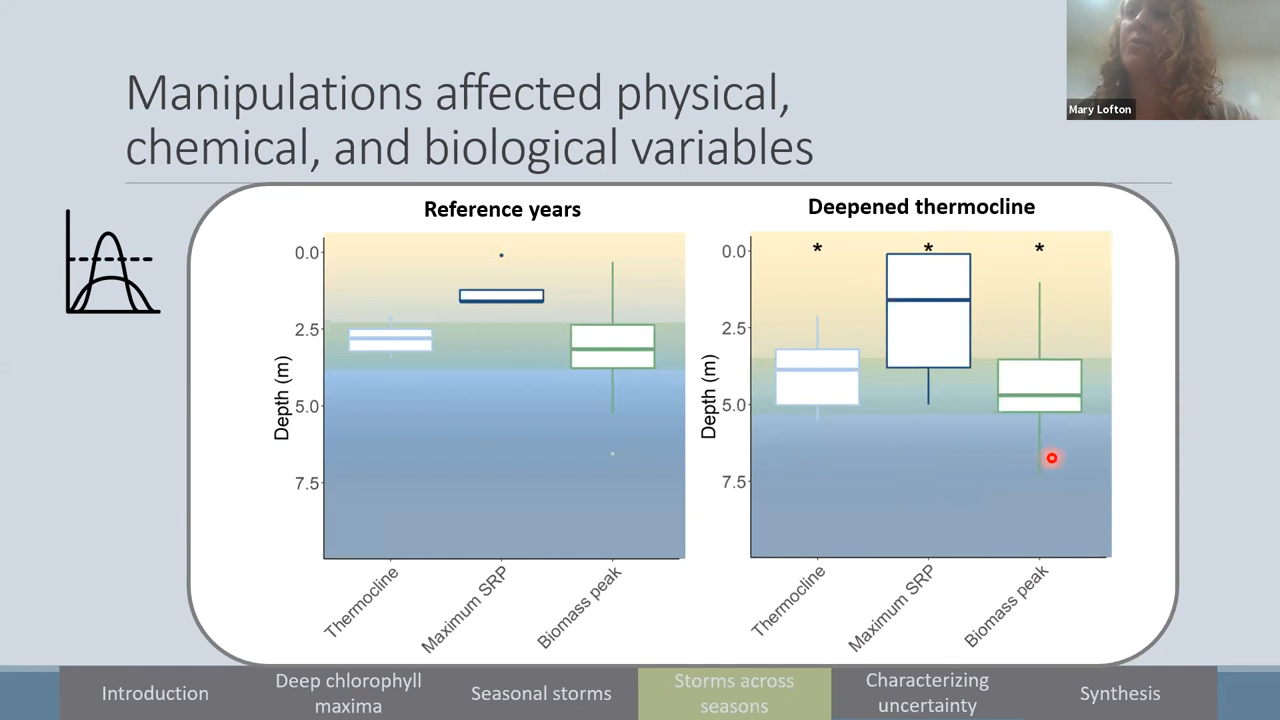 Manipulations affected physical,
chemical, and biological variables
Mary Lofton
Reference years
0.0
2.5
5.0
7.5
Depth (m)
Thermocline
Maximum SRP
Biomass peak
Deepened thermocline
* * *
0.0
2.5
5.0
7.5
Depth (m)
Thermocline
Maximum SRP
Biomass peak
Introduction
Deep chlorophyll
maxima
Seasonal storms
Storms across
seasons
Characterizing
uncertainty
Synthesis